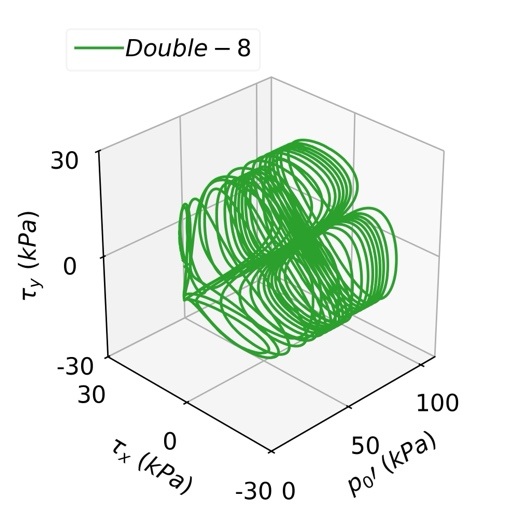 Double − 8
30
0
-30
τy (kPa)
30
0
-30
τx (kPa)
0
50
100
p0′ (kPa)